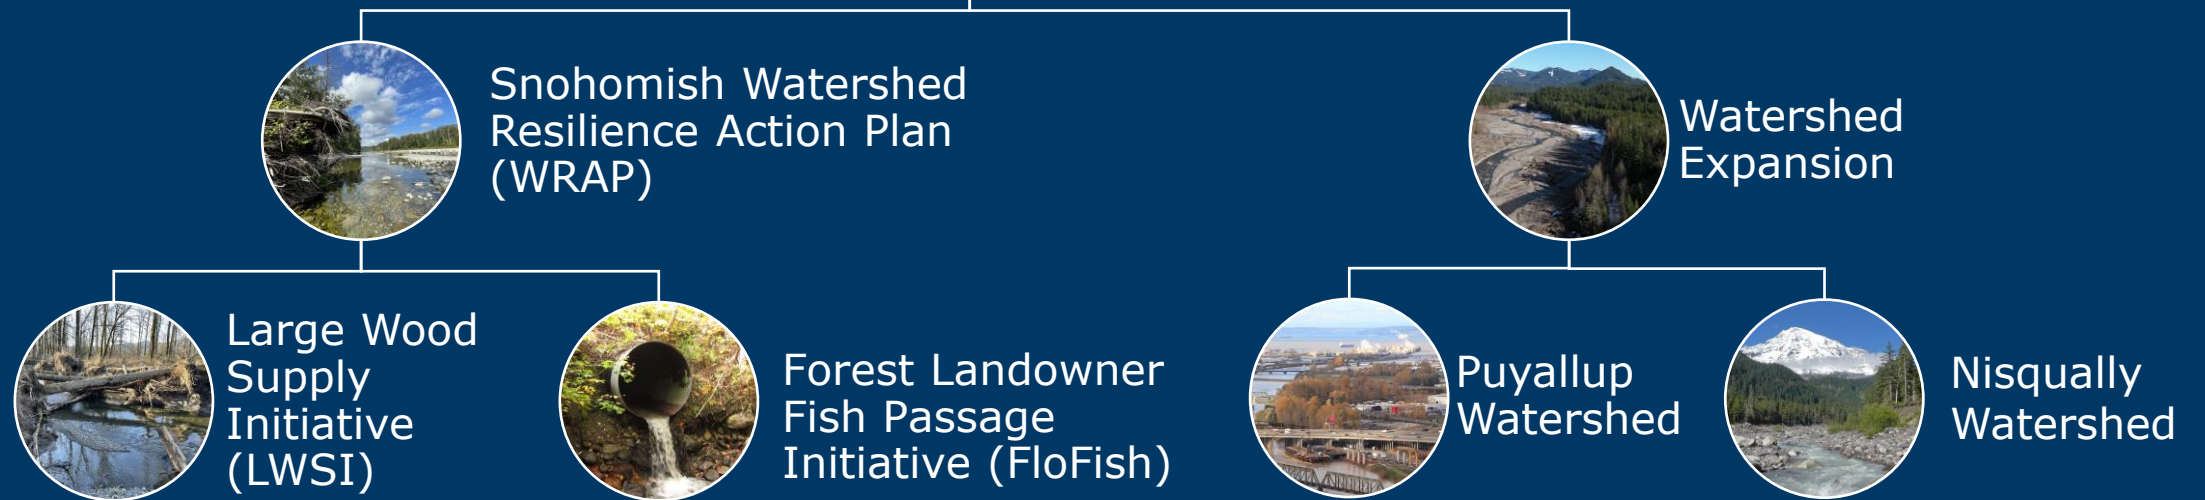 Snohomish Watershed
Resilience Action Plan
(WRAP)
Watershed
Expansion
Large Wood
Supply
Initiative
(LWSI)
Forest Landowner
Fish Passage
Initiative (FloFish)
Puyallup
Watershed
Nisqually
Watershed